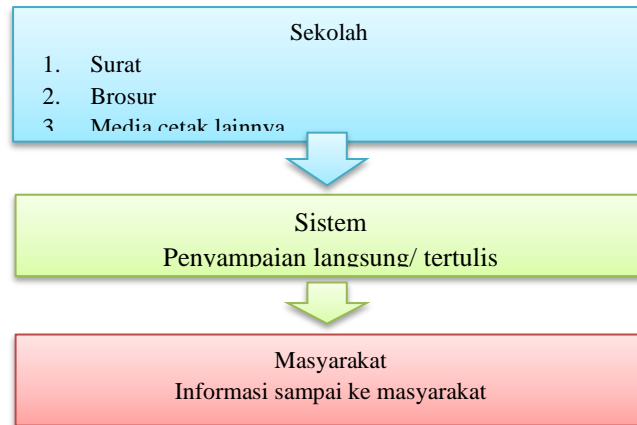 Sekolah
1. Surat
2. Brosur
3 Media cetak lainnya
Sistem
Penyampaian langsung/ tertulis
Masyarakat
Informasi sampai ke masyarakat